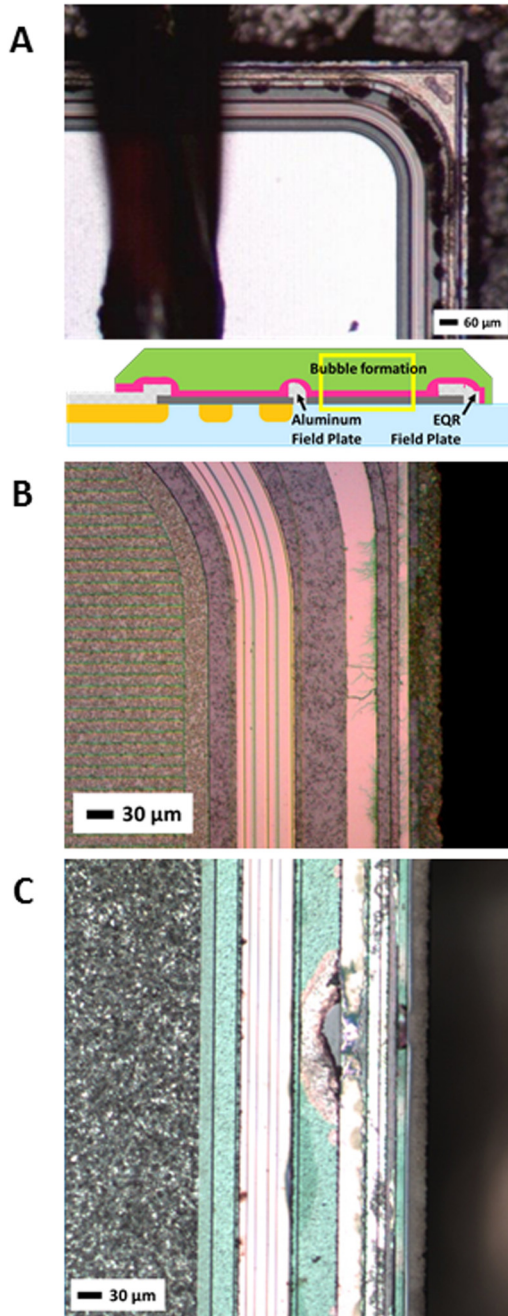 A
60 µm
Bubble formation
Aluminum
Field Plate
EQR
Field Plate
B
30 µm
C
30 µm